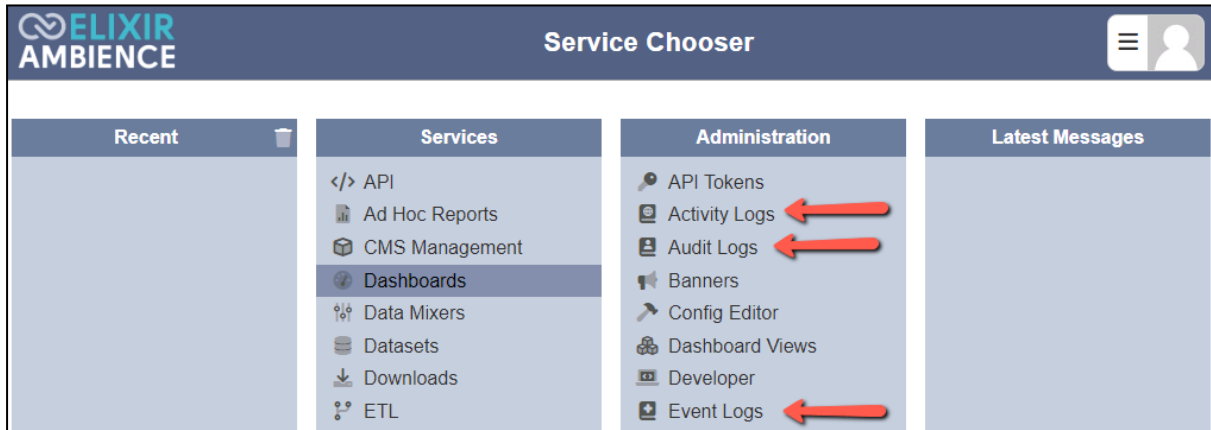 ELIXIR
AMBIENCE
Service Chooser
Recent
Services
API
Ad Hoc Reports
CMS Management
Dashboards
Data Mixers
Datasets
Downloads
ETL
Administration
API Tokens
Activity Logs
Audit Logs
Banners
Config Editor
Dashboard Views
Developer
Event Logs
Latest Messages